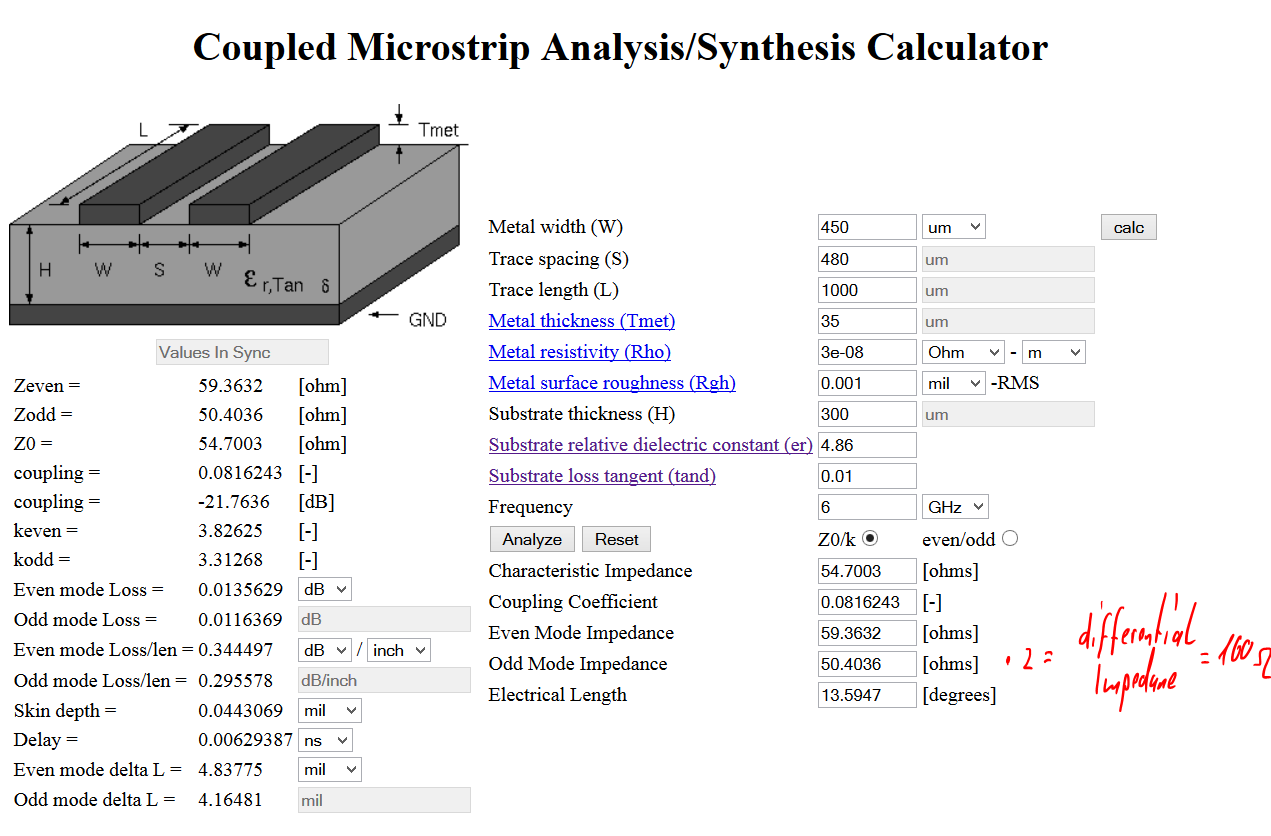 Coupled Microstrip Analysis/Synthesis Calculator
L
Tmet
H
W
S
W
εr,Tan δ
GND
Values In Sync
Zeven = 59.3632 [ohm]
Zodd = 50.4036 [ohm]
Z0 = 54.7003 [ohm]
coupling = 0.0816243 [-]
coupling = -21.7636 [dB]
keven = 3.82625 [-]
kodd = 3.31268 [-]
Even mode Loss = 0.0135629 dB
Odd mode Loss = 0.0116369 dB
Even mode Loss/len = 0.344497 dB / inch
Odd mode Loss/len = 0.295578 dB/inch
Skin depth = 0.0443069 mil
Delay = 0.00629387 ns
Even mode delta L = 4.83775 mil
Odd mode delta L = 4.16481 mil
Metal width (W) 450 um calc
Trace spacing (S) 480 um
Trace length (L) 1000 um
Metal thickness (Tmet) 35 um
Metal resistivity (Rho) 3e-08 Ohm - m
Metal surface roughness (Rgh) 0.001 mil -RMS
Substrate thickness (H) 300 um
Substrate relative dielectric constant (er) 4.86
Substrate loss tangent (tand) 0.01
Frequency 6 GHz
Analyze Reset Z0/k even/odd
Characteristic Impedance 54.7003 [ohms]
Coupling Coefficient 0.0816243 [-]
Even Mode Impedance 59.3632 [ohms]
Odd Mode Impedance 50.4036 [ohms]
Electrical Length 13.5947 [degrees]
· 2 = differential
Impedane = 100 Ω